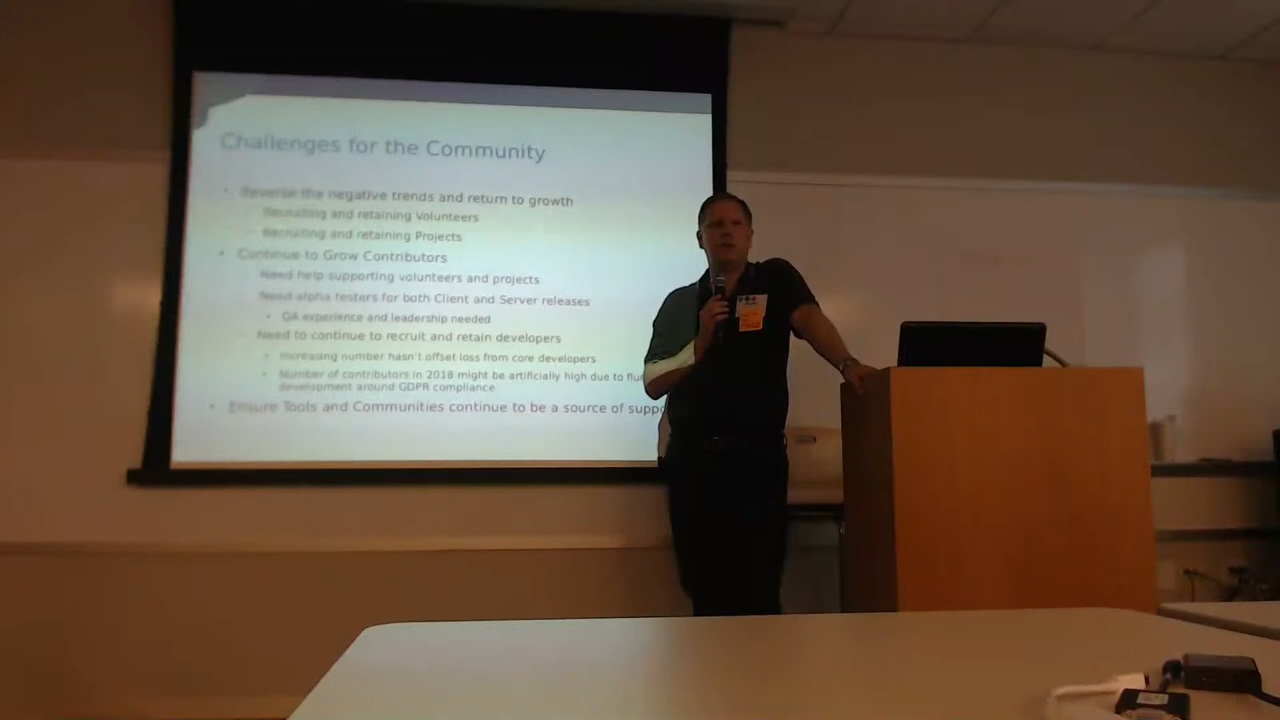 Challenges for the Community
Reverse the negative trends and return to growth
Recruiting and retaining Volunteers
Recruiting and retaining Projects
Continue to Grow Contributors
Need help supporting volunteers and projects
Need alpha testers for both Client and Server releases
QA experience and leadership needed
Need to continue to recruit and retain developers
Increasing number hasn't offset loss from core developers
Number of contributors in 2018 might be artificially high due to
development around GDPR compliance
Ensure Tools and Communities continue to be a source of